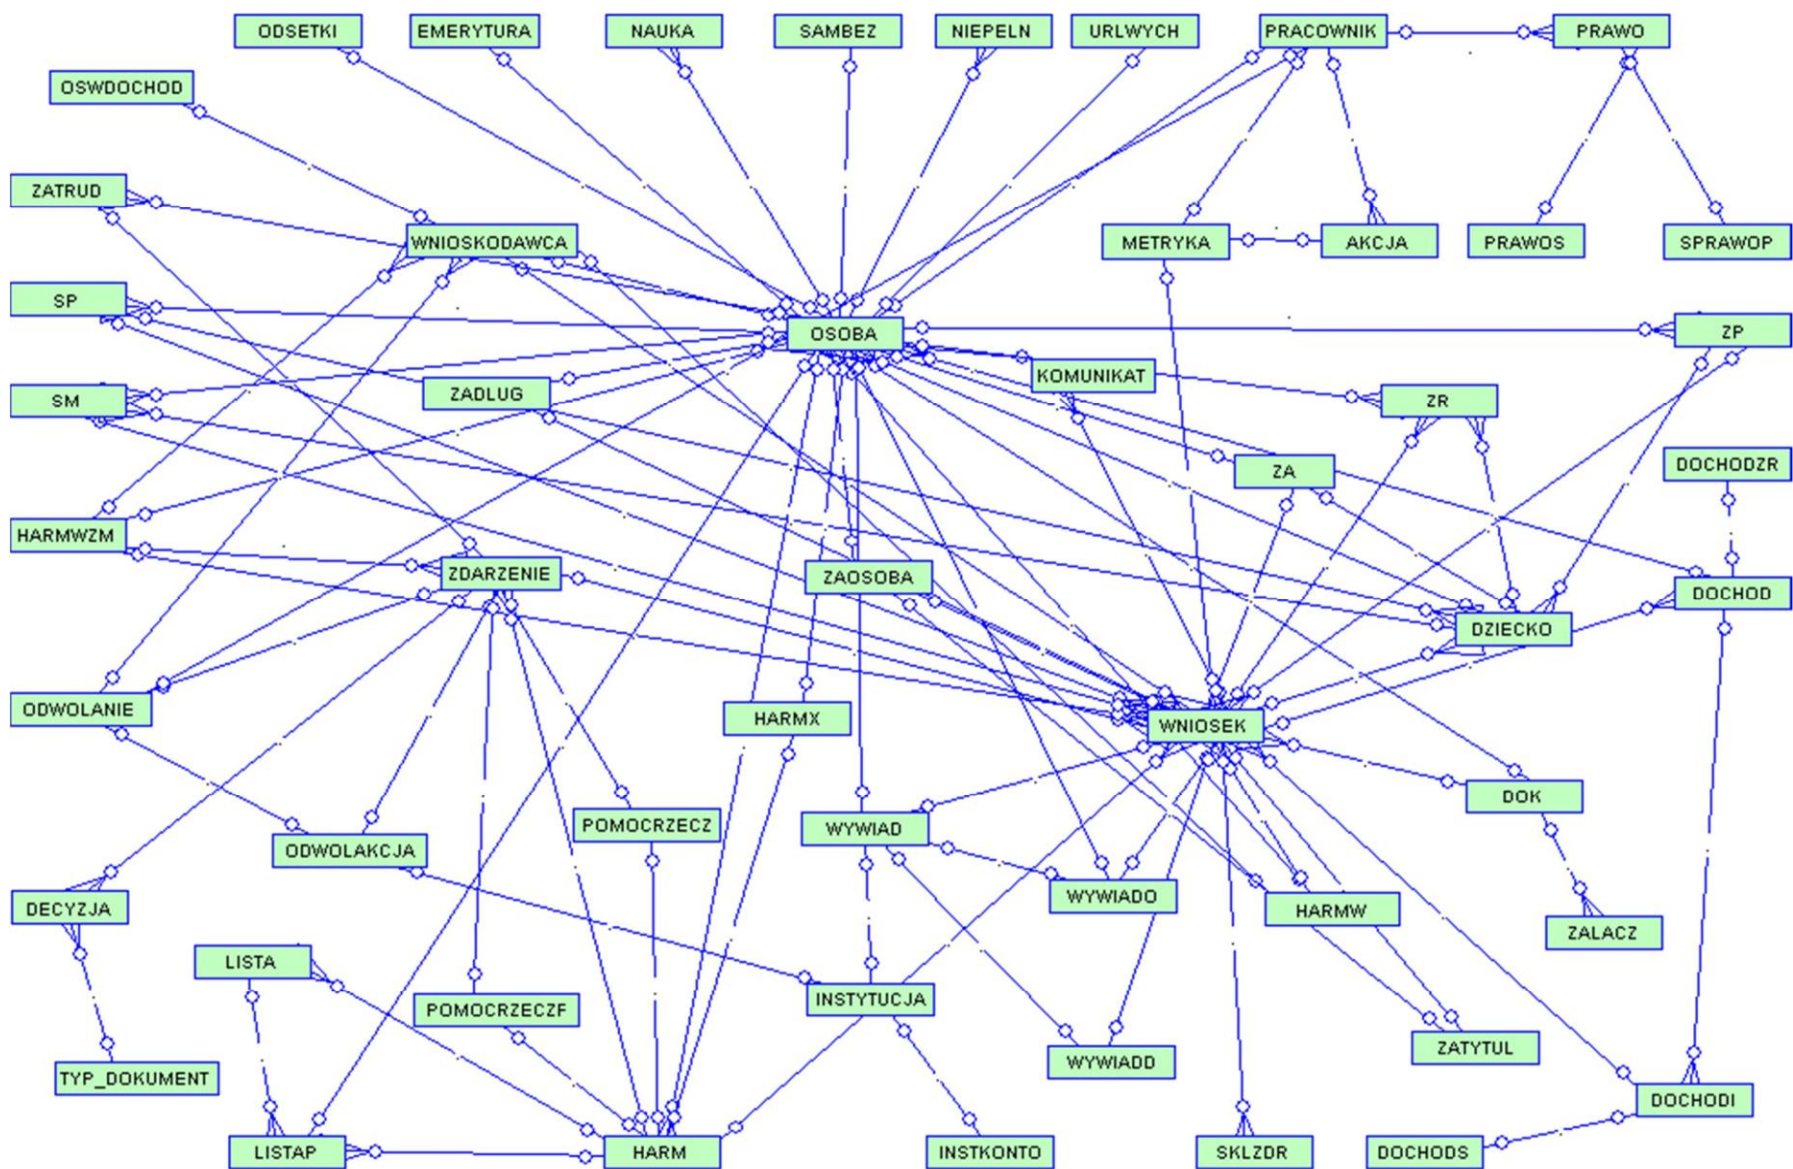 ODSETKI
EMERYTURA
NAUKA
SAMBEZ
NIEPELN
URLWYCH
PRACOWNIK
PRAWO
OSWDOCHOD
ZATRUD
WNIOSKODAWCA
METRYKA
AKCJA
PRAWOS
SPRAWOP
SP
OSOBA
ZP
SM
ZADLUG
KOMUNIKAT
ZR
ZA
DOCHODZR
HARMWZM
ZDARZENIE
ZAOSOBA
DOCHOD
DZIECKO
ODWOLANIE
HARMX
WNIOSEK
DOK
POMOCRZECZ
WYWIAD
ODWOLAKCJA
DECYZJA
WYWIADO
HARMW
ZALACZ
LISTA
POMOCRZECZF
INSTYTUCJA
ZATYTUL
TYP_DOKUMENT
WYWIADD
DOCHODI
LISTAP
HARM
INSTKONTO
SKLZDR
DOCHODS